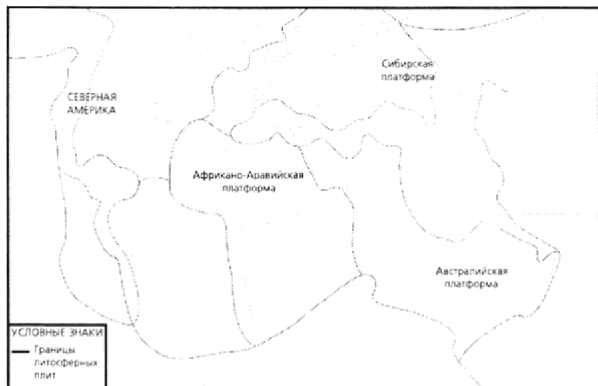 Сибирская
платформа
СЕВЕРНАЯ
АМЕРИКА
Африкано-Аравийская
платформа
Австралийская
платформа
УСЛОВНЫЕ ЗНАКИ
Границы
литосферных
плит